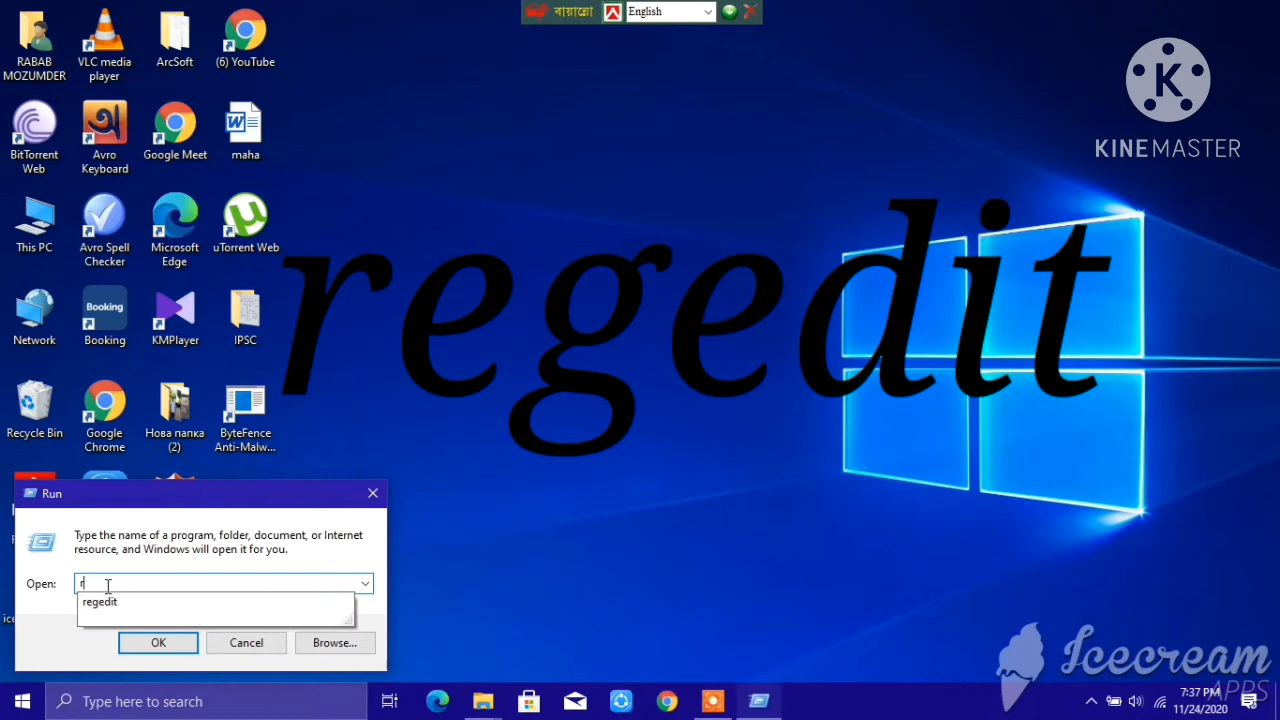 বায়ান্নো
English
RABAB
MOZUMDER
VLC media
player
ArcSoft
(6) YouTube
BitTorrent
Web
Avro
Keyboard
Google Meet
maha
This PC
Avro Spell
Checker
Microsoft
Edge
uTorrent Web
Network
Booking
Booking
KMPlayer
IPSC
Recycle Bin
Google
Chrome
Нова папка
(2)
ByteFence
Anti-Malw...
K
KINEMASTER
regedit
Run
Type the name of a program, folder, document, or Internet
resource, and Windows will open it for you.
Open:
r
regedit
OK
Cancel
Browse...
Type here to search
Icecream
APPS
7:37 PM
11/24/2020